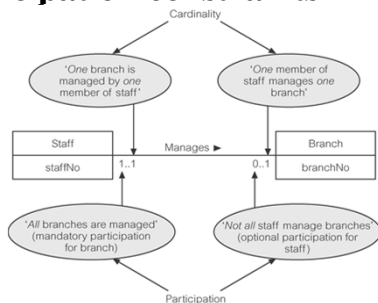 Cardinality
'One branch is
managed by one
member of staff'
'One member of
staff manages one
branch'
Staff
Manages ►
Branch
staffNo
1..1
0..1
branchNo
'All branches are managed'
(mandatory participation
for branch)
'Not all staff manage branches'
(optional participation for
staff)
Participation